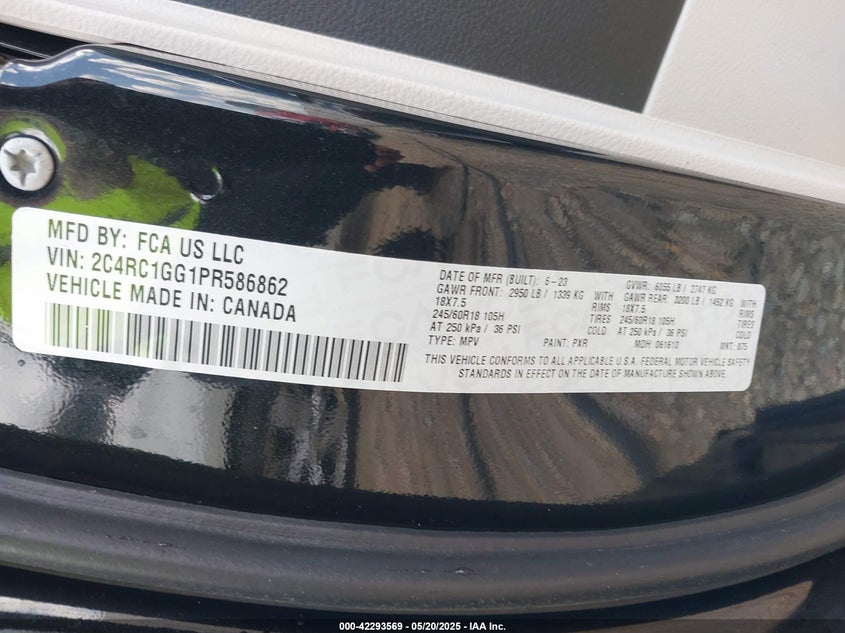 MFD BY: FCA US LLC
VIN: 2C4RC1GG1PR586862
VEHICLE MADE IN: CANADA
DATE OF MFR (BUILT): 6-23 GVWR: 6055 LB / 2747 KG
GAWR FRONT: 2950 LB / 1339 KG WITH GAWR REAR: 3200 LB / 1452 KG WITH
18X7.5 RIMS 18X7.5 RIMS
245/60R18 105H TIRES 245/60R18 105H TIRES
AT 250 kPa / 36 PSI COLD AT 250 kPa / 36 PSI COLD
TYPE: MPV PAINT: PXR MDH: 061610 MKT: 875
THIS VEHICLE CONFORMS TO ALL APPLICABLE U.S.A. FEDERAL MOTOR VEHICLE SAFETY
STANDARDS IN EFFECT ON THE DATE OF MANUFACTURE SHOWN ABOVE.
000-42293569 - 05/20/2025 - IAA Inc.